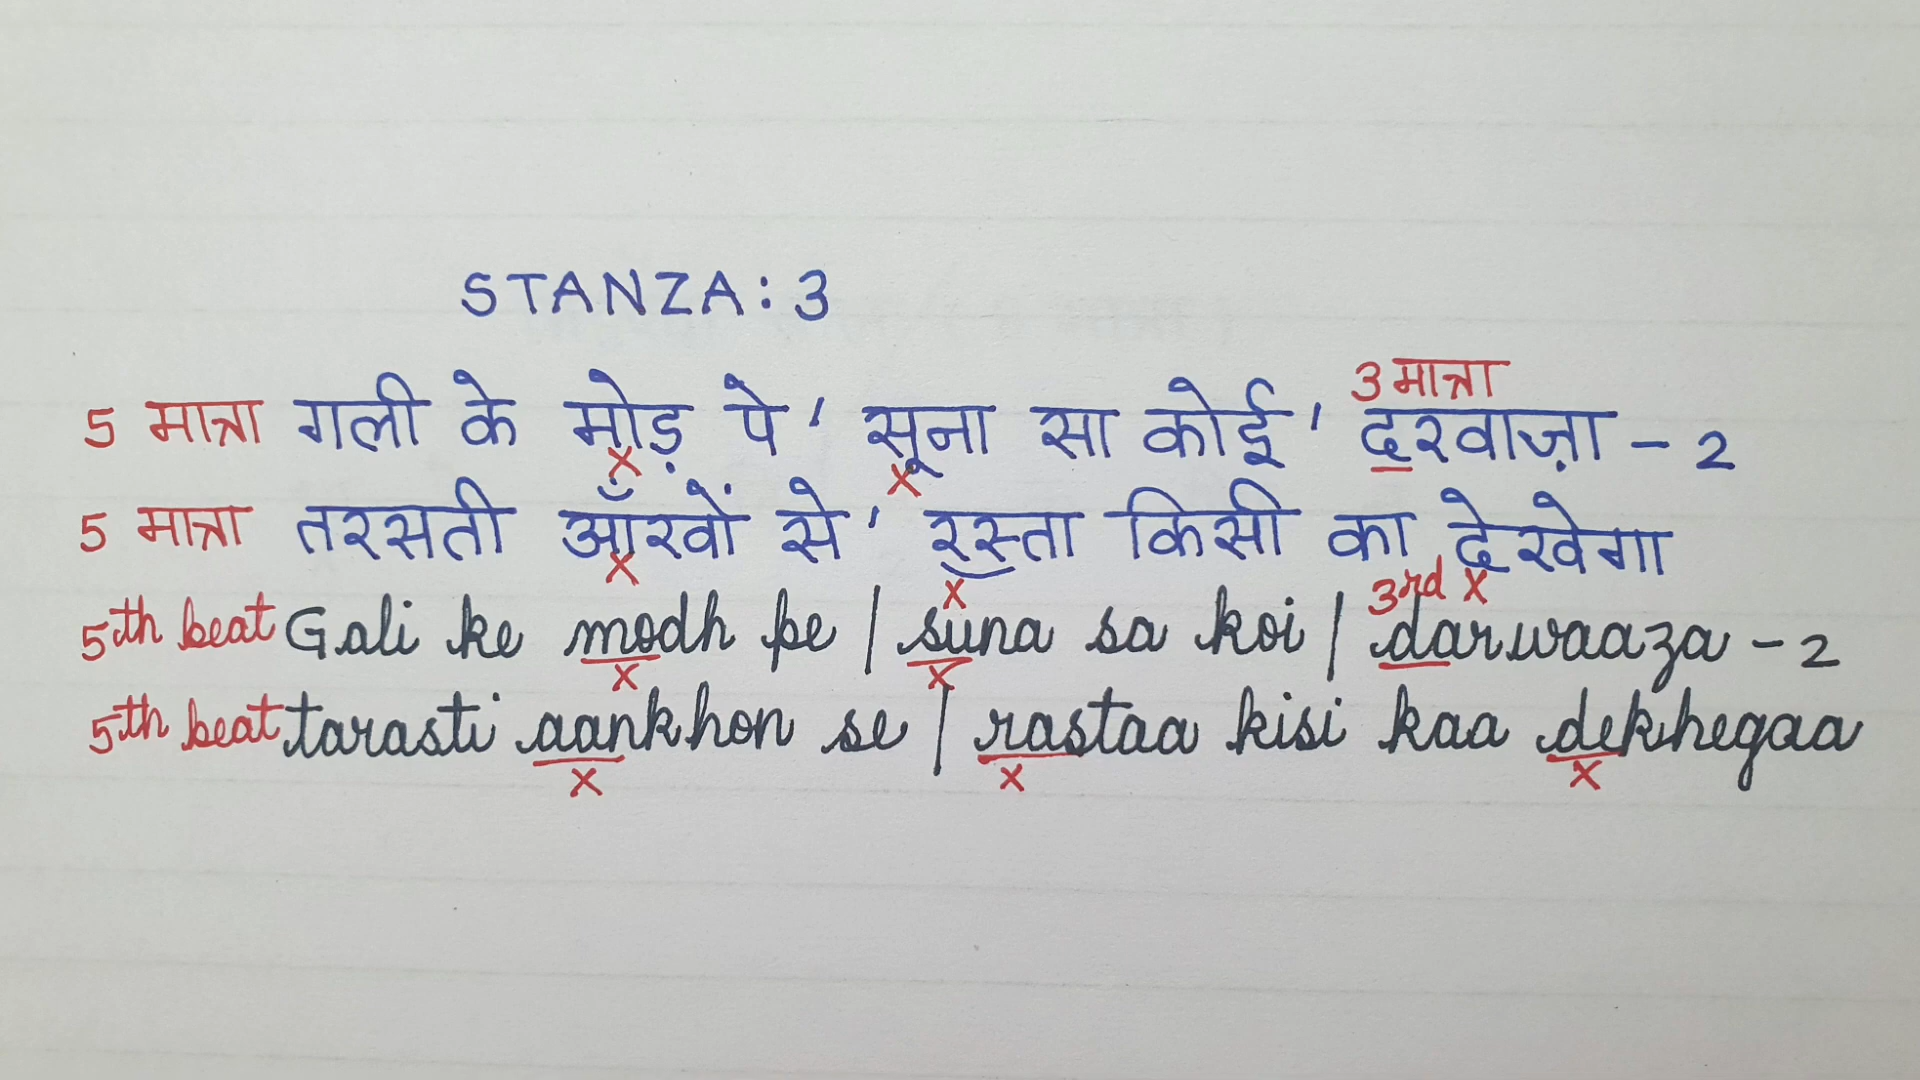 STANZA: 3
3 मात्रा
5 मात्रा गली के मोड़ पे ' सूना सा कोई ' दरवाज़ा - 2
x x
5 मात्रा तरसती आँखों से ' रस्ता किसी का देखेगा
x x 3rd x
5th beat Gali ke modh pe | suna sa koi | darwaaza - 2
x x
5th beat tarasti aankhon se | rastaa kisi kaa dekhegaa
x x x